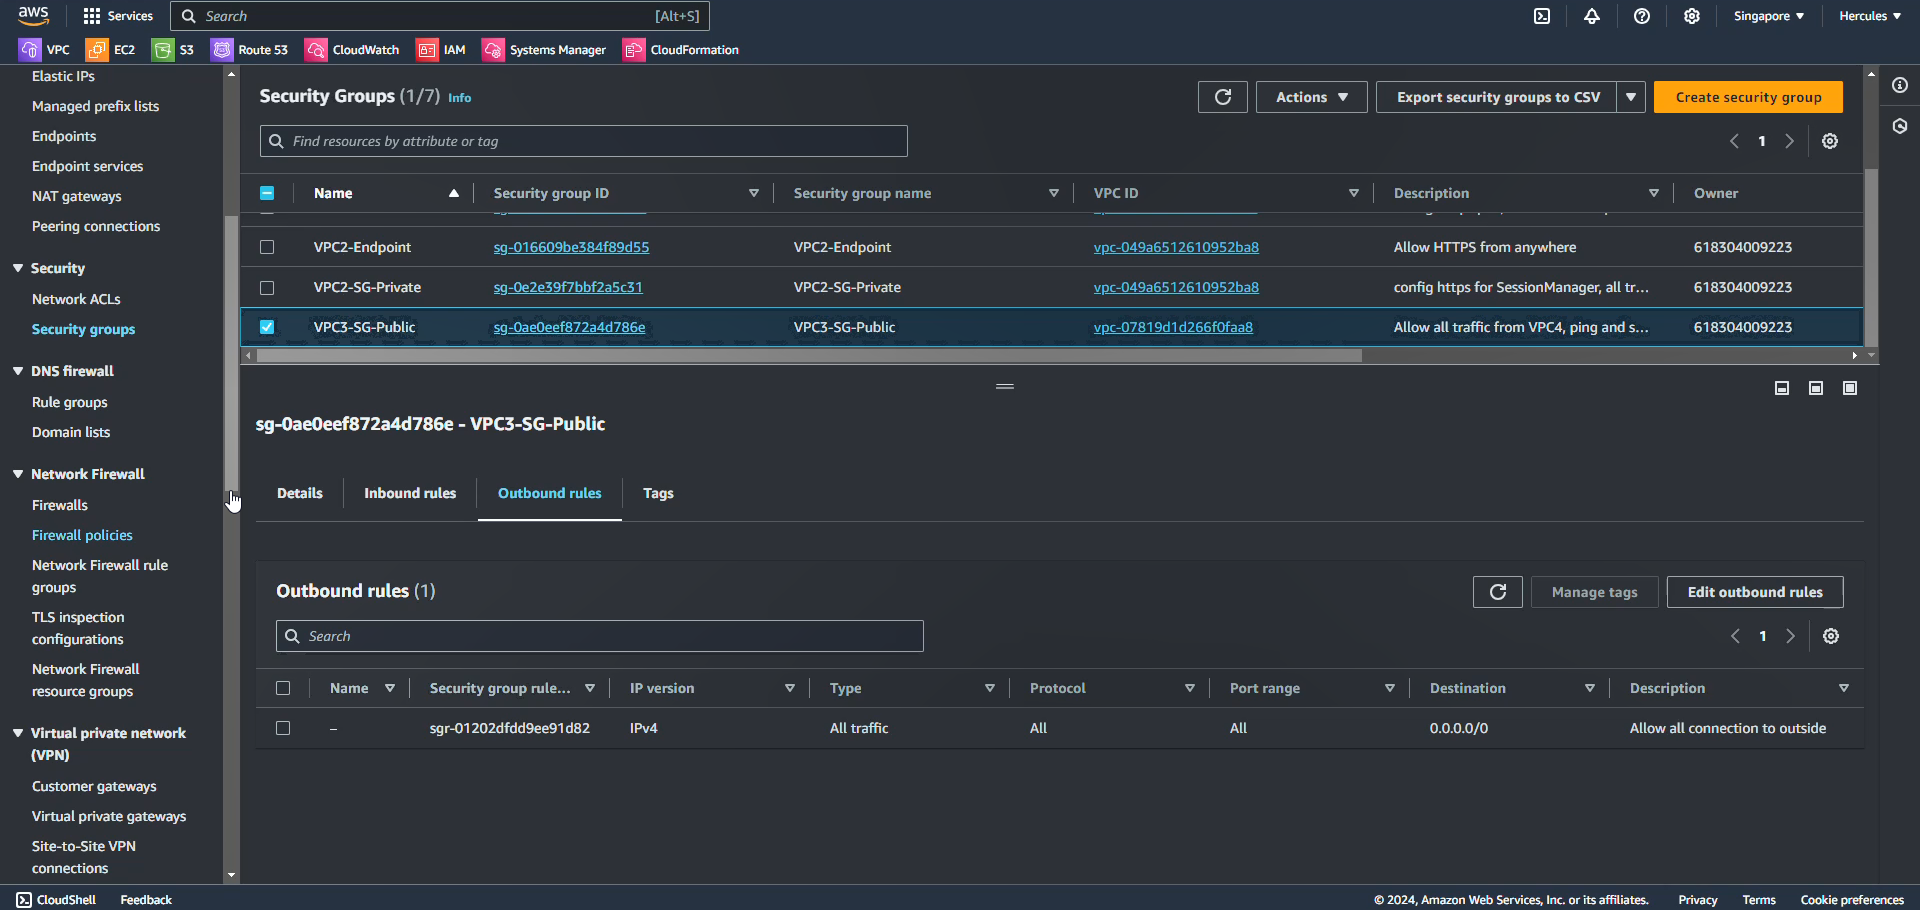 aws Services Search [Alt+S] Singapore Hercules
VPC EC2 S3 Route 53 CloudWatch IAM Systems Manager CloudFormation
Elastic IPs
Managed prefix lists
Endpoints
Endpoint services
NAT gateways
Peering connections
Security
Network ACLs
Security groups
DNS firewall
Rule groups
Domain lists
Network Firewall
Firewalls
Firewall policies
Network Firewall rule
groups
TLS inspection
configurations
Network Firewall
resource groups
Virtual private network
(VPN)
Customer gateways
Virtual private gateways
Site-to-Site VPN
connections
Security Groups (1/7) Info
Actions Export security groups to CSV Create security group
Find resources by attribute or tag
1
Name Security group ID Security group name VPC ID Description Owner
VPC2-Endpoint sg-016609be384f89d55 VPC2-Endpoint vpc-049a6512610952ba8 Allow HTTPS from anywhere 618304009223
VPC2-SG-Private sg-0e2e39f7bbf2a5c31 VPC2-SG-Private vpc-049a6512610952ba8 config https for SessionManager, all tr... 618304009223
VPC3-SG-Public sg-0ae0eef872a4d786e VPC3-SG-Public vpc-07819d1d266f0faa8 Allow all traffic from VPC4, ping and s... 618304009223
sg-0ae0eef872a4d786e - VPC3-SG-Public
Details Inbound rules Outbound rules Tags
Outbound rules (1)
Manage tags Edit outbound rules
Search
1
Name Security group rule... IP version Type Protocol Port range Destination Description
– sgr-01202dfdd9ee91d82 IPv4 All traffic All All 0.0.0.0/0 Allow all connection to outside
CloudShell Feedback © 2024, Amazon Web Services, Inc. or its affiliates. Privacy Terms Cookie preferences